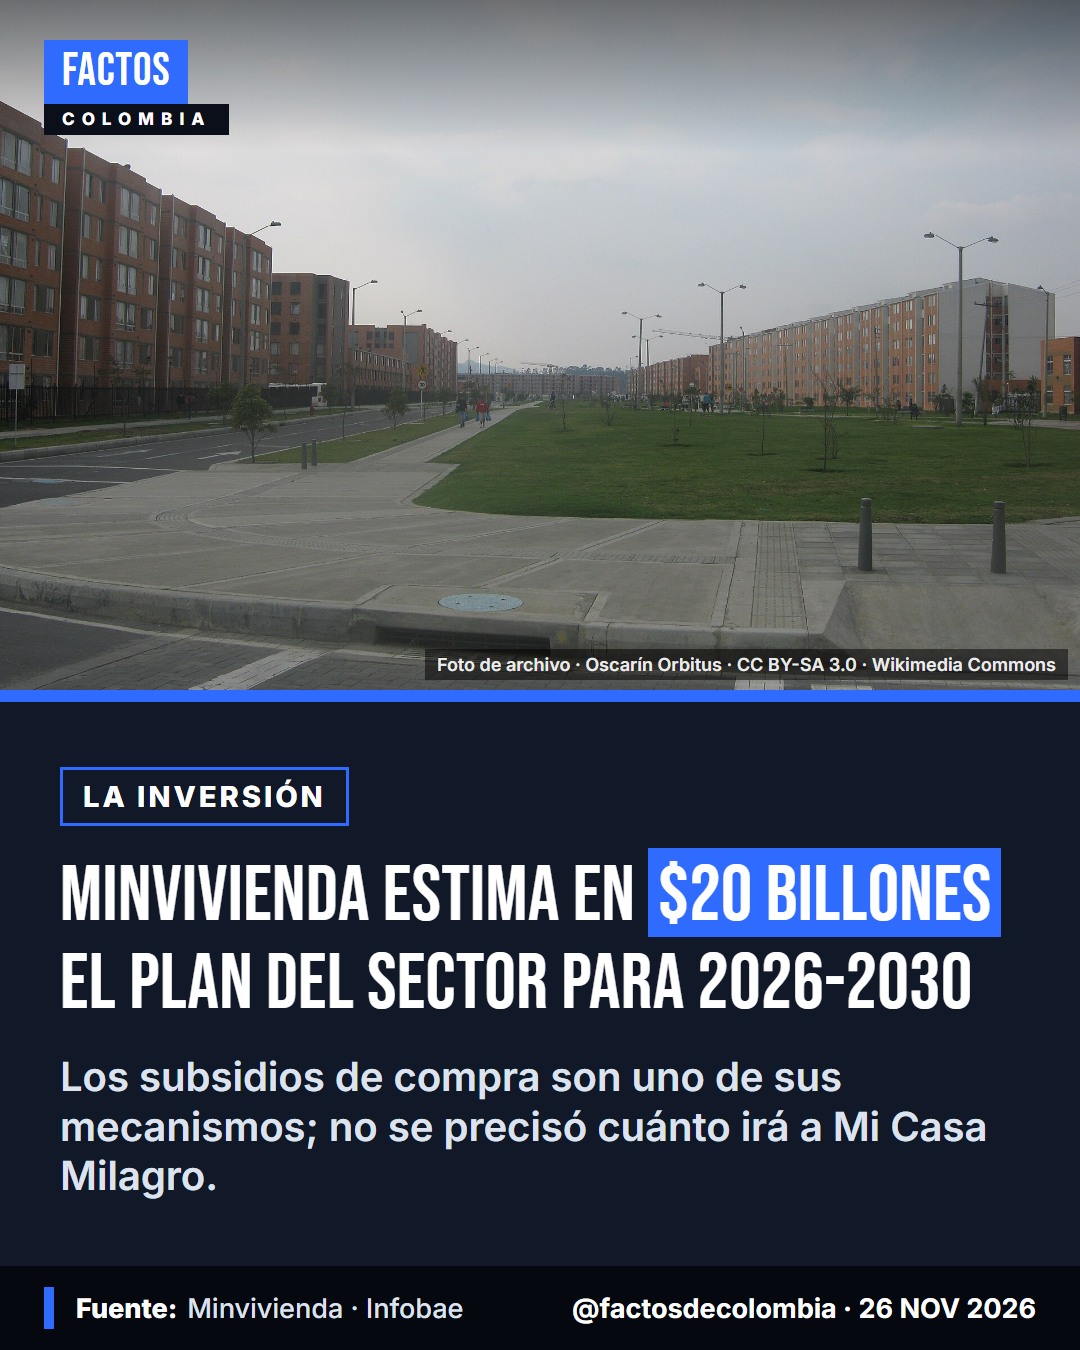 FACTOS
COLOMBIA
Foto de archivo · Oscarín Orbitus · CC BY-SA 3.0 · Wikimedia Commons
LA INVERSIÓN
MINVIVIENDA ESTIMA EN $20 BILLONES
EL PLAN DEL SECTOR PARA 2026-2030
Los subsidios de compra son uno de sus
mecanismos; no se precisó cuánto irá a Mi Casa
Milagro.
Fuente: Minvivienda · Infobae
@factosdecolombia · 26 NOV 2026